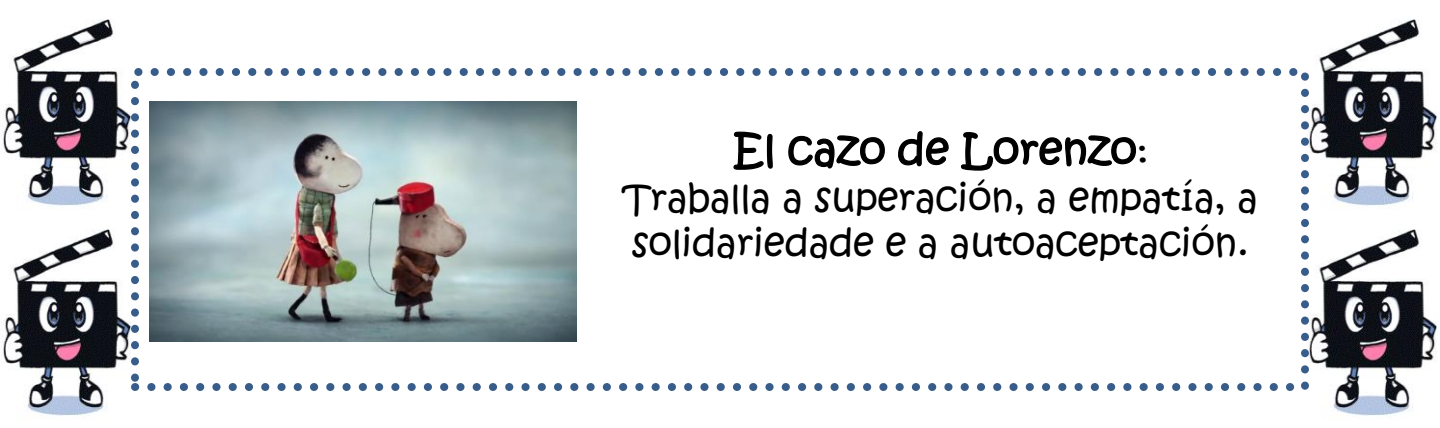 El cazo de Lorenzo:
Traballa a superación, a empatía, a
solidariedade e a autoaceptación.